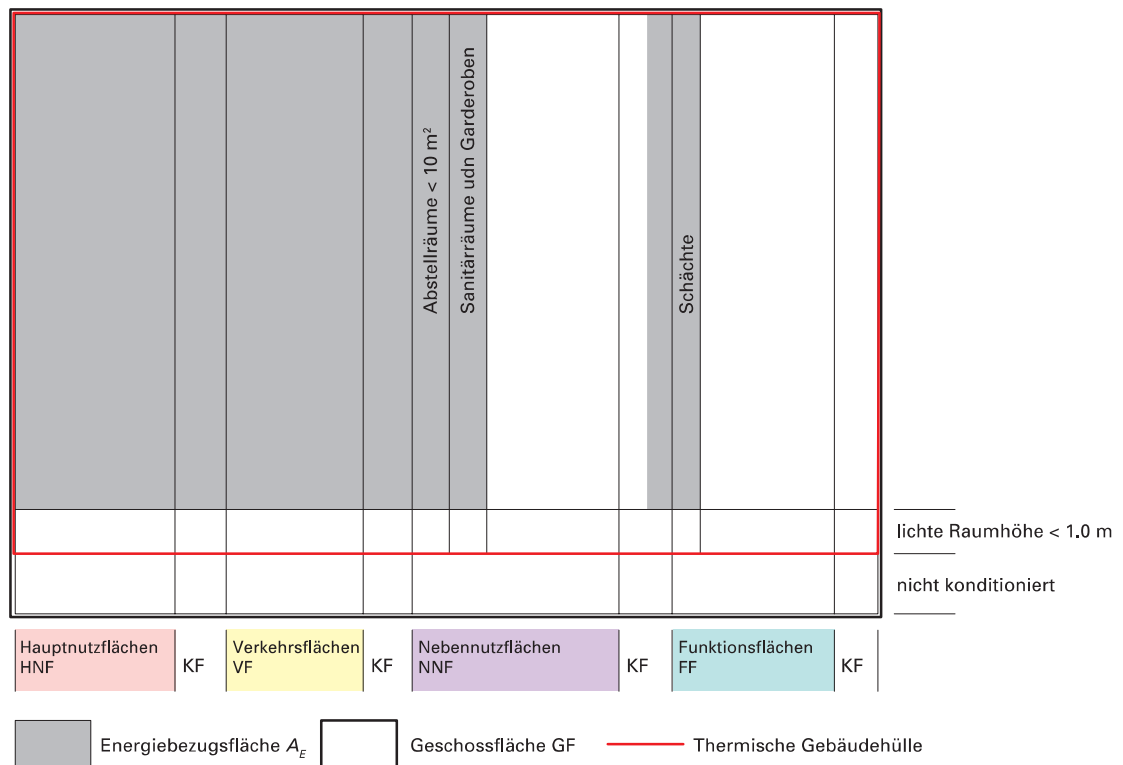 Abstellräume < 10 m²
Sanitärräume udn Garderoben
Schächte
lichte Raumhöhe < 1.0 m
nicht konditioniert
Hauptnutzflächen
HNF
KF
Verkehrsflächen
VF
KF
Nebennutzflächen
NNF
KF
Funktionsflächen
FF
KF
Energiebezugsfläche A_E
Geschossfläche GF
Thermische Gebäudehülle